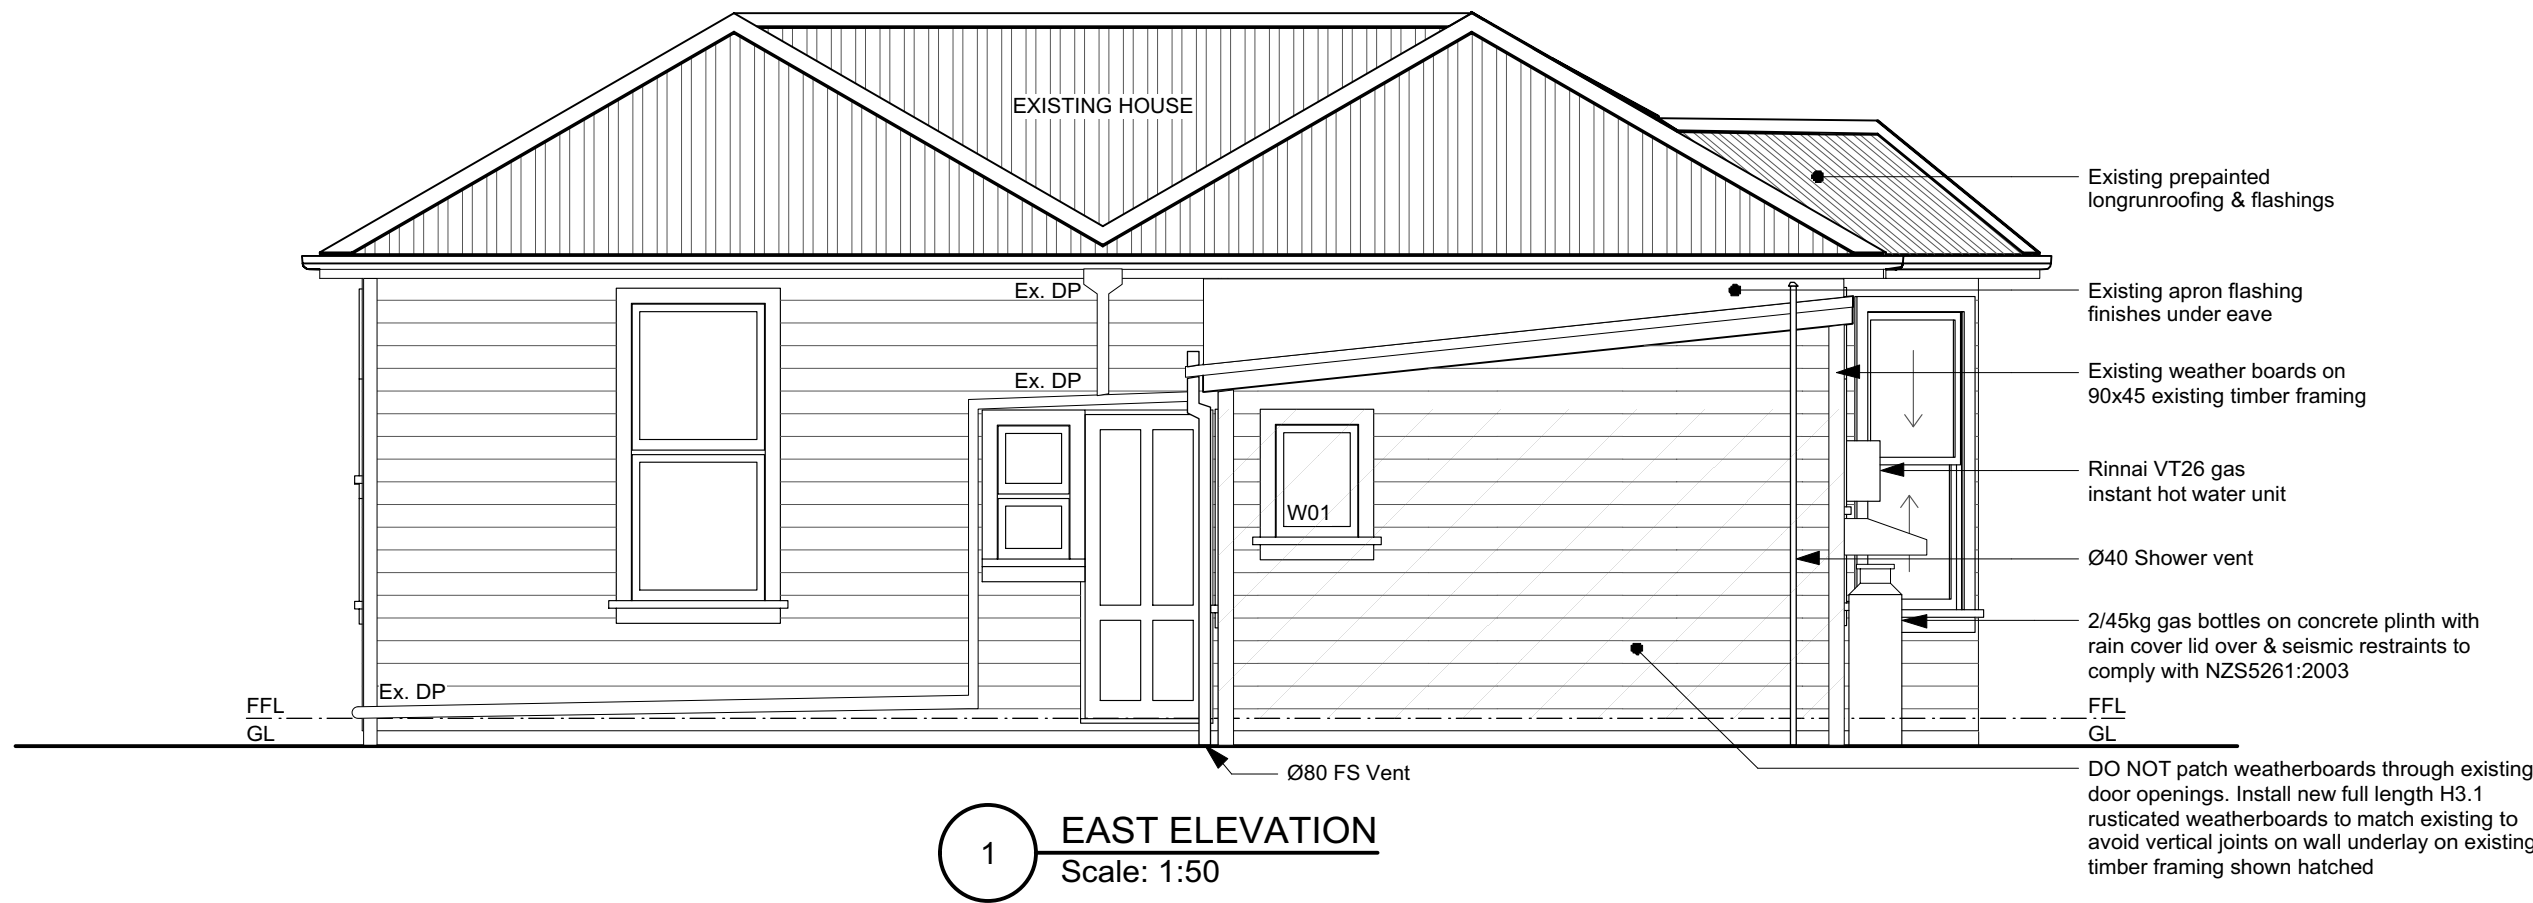 EXISTING HOUSE
Existing prepainted
longrunroofing & flashings
Ex. DP
Existing apron flashing
finishes under eave
Ex. DP
Existing weather boards on
90x45 existing timber framing
Rinnai VT26 gas
instant hot water unit
W01
Ø40 Shower vent
2/45kg gas bottles on concrete plinth with
rain cover lid over & seismic restraints to
comply with NZS5261:2003
Ex. DP
FFL
GL
FFL
GL
Ø80 FS Vent
DO NOT patch weatherboards through existing
door openings. Install new full length H3.1
rusticated weatherboards to match existing to
avoid vertical joints on wall underlay on existing
timber framing shown hatched
1
EAST ELEVATION
Scale: 1:50